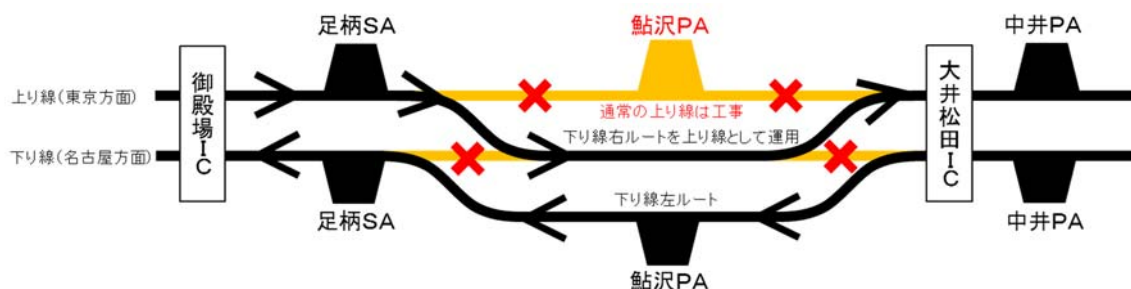 足柄SA
鮎沢PA
中井PA
御殿場IC
大井松田IC
上り線(東京方面)
通常の上り線は工事
下り線右ルートを上り線として運用
下り線(名古屋方面)
下り線左ルート
足柄SA
中井PA
鮎沢PA